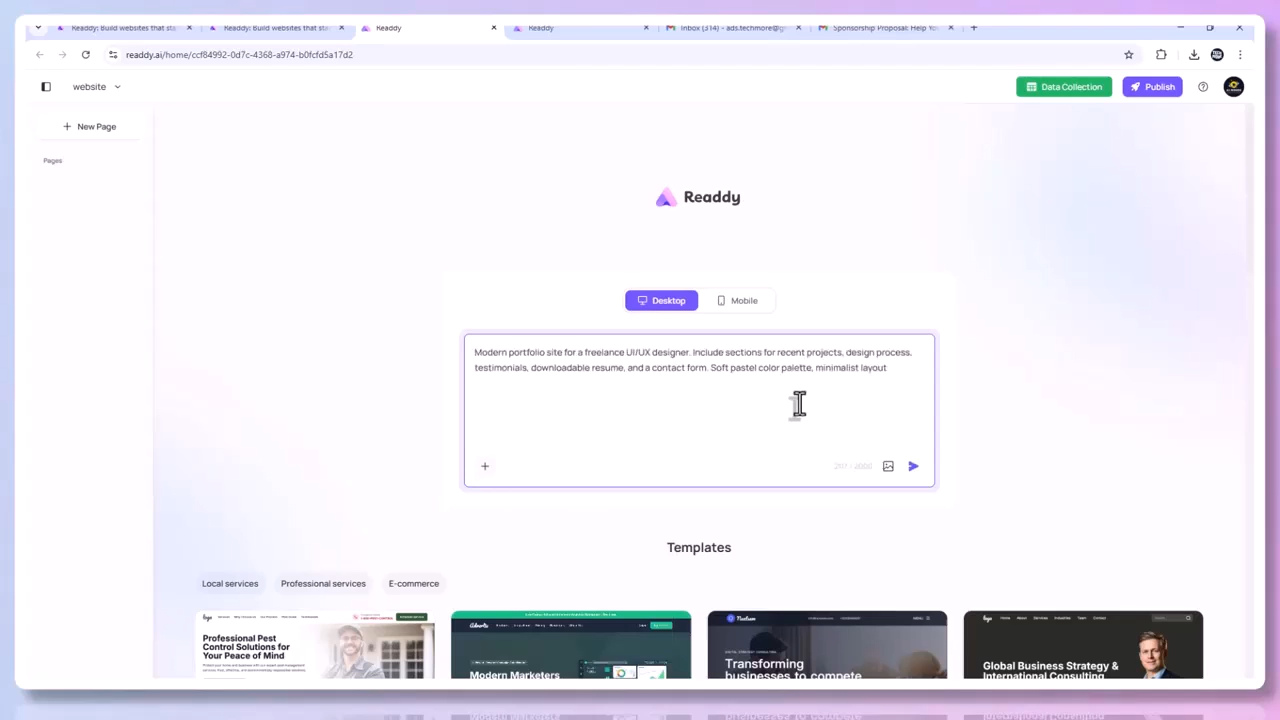 Readdy: Build websites that sta
Readdy: Build websites that sta
Readdy
Readdy
Inbox (314) - ads.techmore@g
Sponsorship Proposal: Help Yo
readdy.ai/home/ccf84992-0d7c-4368-a974-b0fcfd5a17d2
website
Data Collection
Publish
New Page
Pages
Readdy
Desktop
Mobile
Modern portfolio site for a freelance UI/UX designer. Include sections for recent projects, design process,
testimonials, downloadable resume, and a contact form. Soft pastel color palette, minimalist layout
Templates
Local services
Professional services
E-commerce
Professional Pest
Control Solutions for
Your Peace of Mind
Modern Marketers
Transforming
businesses to compete
Global Business Strategy &
International Consulting